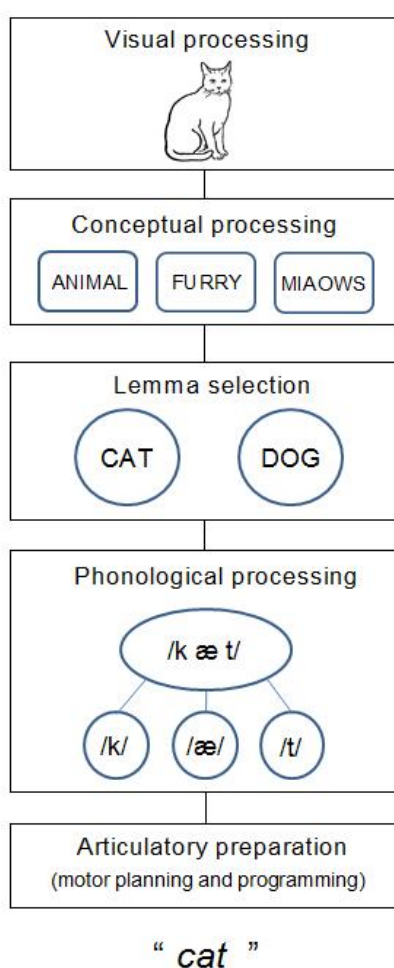 Visual processing
Conceptual processing
ANIMAL FURRY MIAOWS
Lemma selection
CAT DOG
Phonological processing
/k æ t/
/k/ /æ/ /t/
Articulatory preparation
(motor planning and programming)
“ cat ”